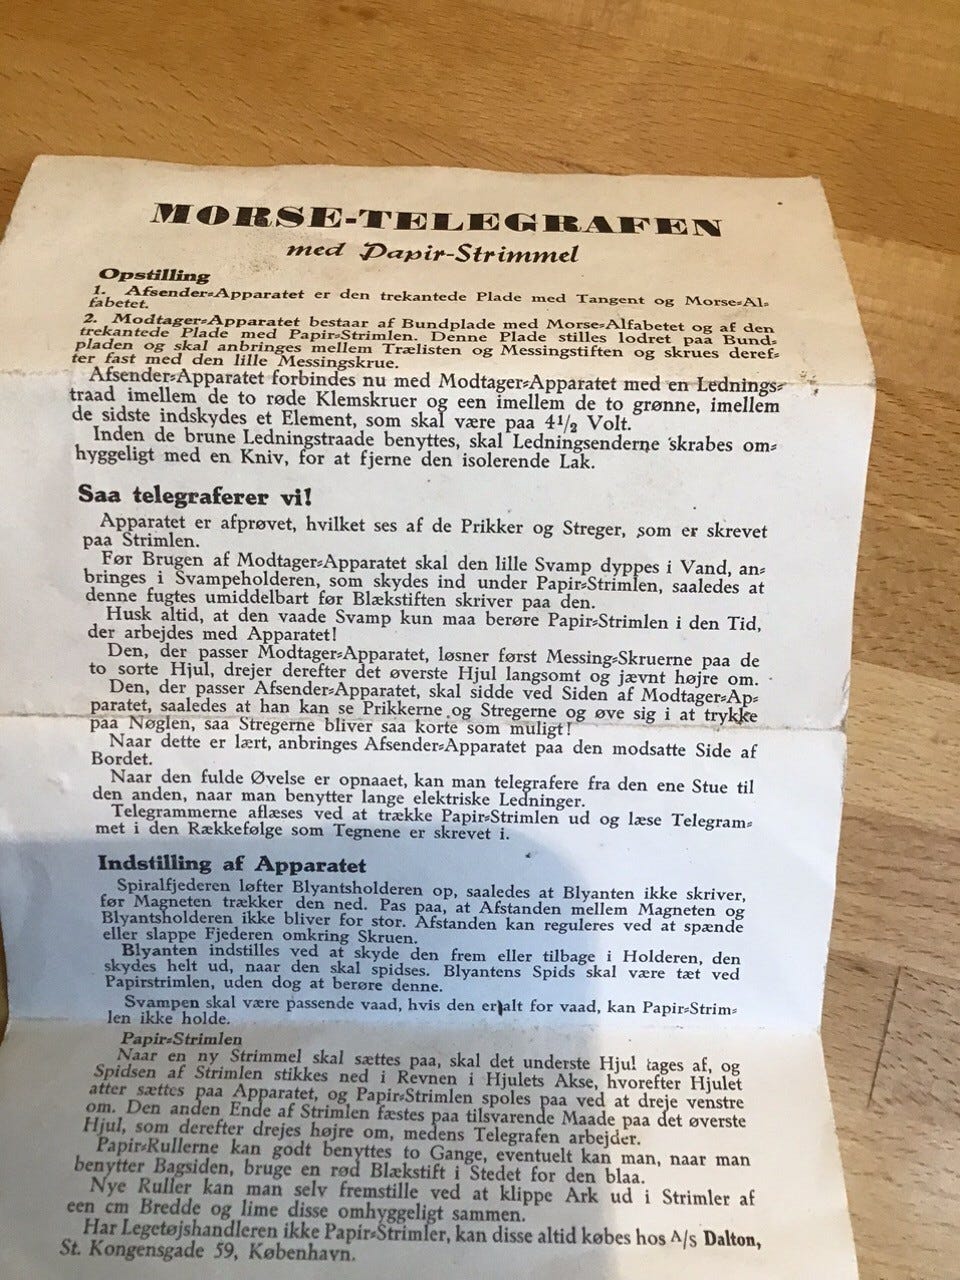 MORSE-TELEGRAFEN
med Papir-Strimmel
Opstilling
1. Afsender-Apparatet er den trekantede Plade med Tangent og Morse-Al-
fabetet.
2. Modtager-Apparatet bestaar af Bundplade med Morse-Alfabetet og af den
trekantede Plade med Papir-Strimlen. Denne Plade stilles lodret paa Bund-
pladen og skal anbringes mellem Trælisten og Messingstiften og skrues deref-
ter fast med den lille Messingskrue.
Afsender-Apparatet forbindes nu med Modtager-Apparatet med en Lednings-
traad imellem de to røde Klemskruer og een imellem de to grønne, imellem
de sidste indskydes et Element, som skal være paa 4½ Volt.
Inden de brune Ledningstraade benyttes, skal Ledningsenderne skrabes om-
hyggeligt med en Kniv, for at fjerne den isolerende Lak.
Saa telegraferer vi!
Apparatet er afprøvet, hvilket ses af de Prikker og Streger, som er skrevet
paa Strimlen.
Før Brugen af Modtager-Apparatet skal den lille Svamp dyppes i Vand, an-
bringes i Svampeholderen, som skydes ind under Papir-Strimlen, saaledes at
denne fugtes umiddelbart før Blækstiften skriver paa den.
Husk altid, at den vaade Svamp kun maa berøre Papir-Strimlen i den Tid,
der arbejdes med Apparatet!
Den, der passer Modtager-Apparatet, løsner først Messing-Skruerne paa de
to sorte Hjul, drejer derefter det øverste Hjul langsomt og jævnt højre om.
Den, der passer Afsender-Apparatet, skal sidde ved Siden af Modtager-Ap-
paratet, saaledes at han kan se Prikkerne og Stregerne og øve sig i at trykke
paa Nøglen, saa Stregerne bliver saa korte som muligt!
Naar dette er lært, anbringes Afsender-Apparatet paa den modsatte Side af
Bordet.
Naar den fulde Øvelse er opnaaet, kan man telegrafere fra den ene Stue til
den anden, naar man benytter lange elektriske Ledninger.
Telegrammerne aflæses ved at trække Papir-Strimlen ud og læse Telegram-
met i den Rækkefølge som Tegnene er skrevet i.
Indstilling af Apparatet
Spiralfjederen løfter Blyantsholderen op, saaledes at Blyanten ikke skriver,
før Magneten trækker den ned. Pas paa, at Afstanden mellem Magneten og
Blyantsholderen ikke bliver for stor. Afstanden kan reguleres ved at spænde
eller slappe Fjederen omkring Skruen.
Blyanten indstilles ved at skyde den frem eller tilbage i Holderen, den
skydes helt ud, naar den skal spidses. Blyantens Spids skal være tæt ved
Papirstrimlen, uden dog at berøre denne.
Svampen skal være passende vaad, hvis den er alt for vaad, kan Papir-Strim-
len ikke holde.
Papir-Strimlen
Naar en ny Strimmel skal sættes paa, skal det underste Hjul tages af, og
Spidsen af Strimlen stikkes ned i Revnen i Hjulets Akse, hvorefter Hjulet
atter sættes paa Apparatet, og Papir-Strimlen spoles paa ved at dreje venstre
om. Den anden Ende af Strimlen fæstes paa tilsvarende Maade paa det øverste
Hjul, som derefter drejes højre om, medens Telegrafen arbejder.
Papir-Rullerne kan godt benyttes to Gange, eventuelt kan man, naar man
benytter Bagsiden, bruge en rød Blækstift i Stedet for den blaa.
Nye Ruller kan man selv fremstille ved at klippe Ark ud i Strimler af
een cm Bredde og lime disse omhyggeligt sammen.
Har Legetøjshandleren ikke Papir-Strimler, kan disse altid købes hos A/s Dalton,
St. Kongensgade 59, København.